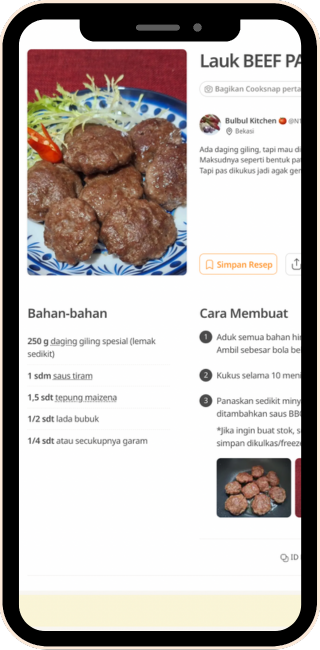 Lauk BEEF PA
Bagikan Cooksnap perta
Bulbul Kitchen
Bekasi
Ada daging giling, tapi mau di
Maksudnya seperti bentuk pa
Tapi pas dikukus jadi agak ge
Simpan Resep
Bahan-bahan
250 g daging giling spesial (lemak
sedikit)
1 sdm saus tiram
1,5 sdt tepung maizena
1/2 sdt lada bubuk
1/4 sdt atau secukupnya garam
Cara Membuat
1 Aduk semua bahan hi
Ambil sebesar bola be
2 Kukus selama 10 meni
3 Panaskan sedikit miny
ditambahkan saus BB
*Jika ingin buat stok, s
simpan dikulkas/freeze
ID